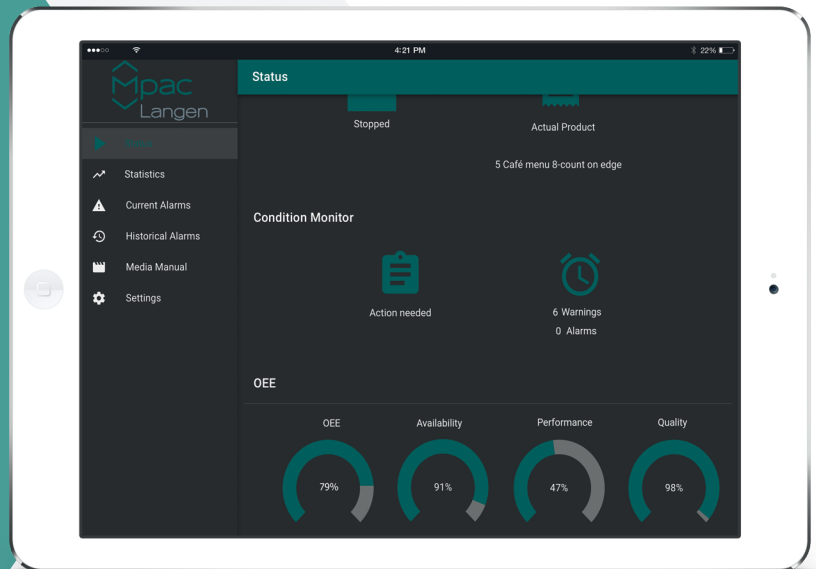 4:21 PM
22%
Mpac
Langen
Status
Status
Statistics
Current Alarms
Historical Alarms
Media Manual
Settings
Stopped
Actual Product
5 Café menu 8-count on edge
Condition Monitor
Action needed
6 Warnings
0 Alarms
OEE
OEE
Availability
Performance
Quality
79%
91%
47%
98%